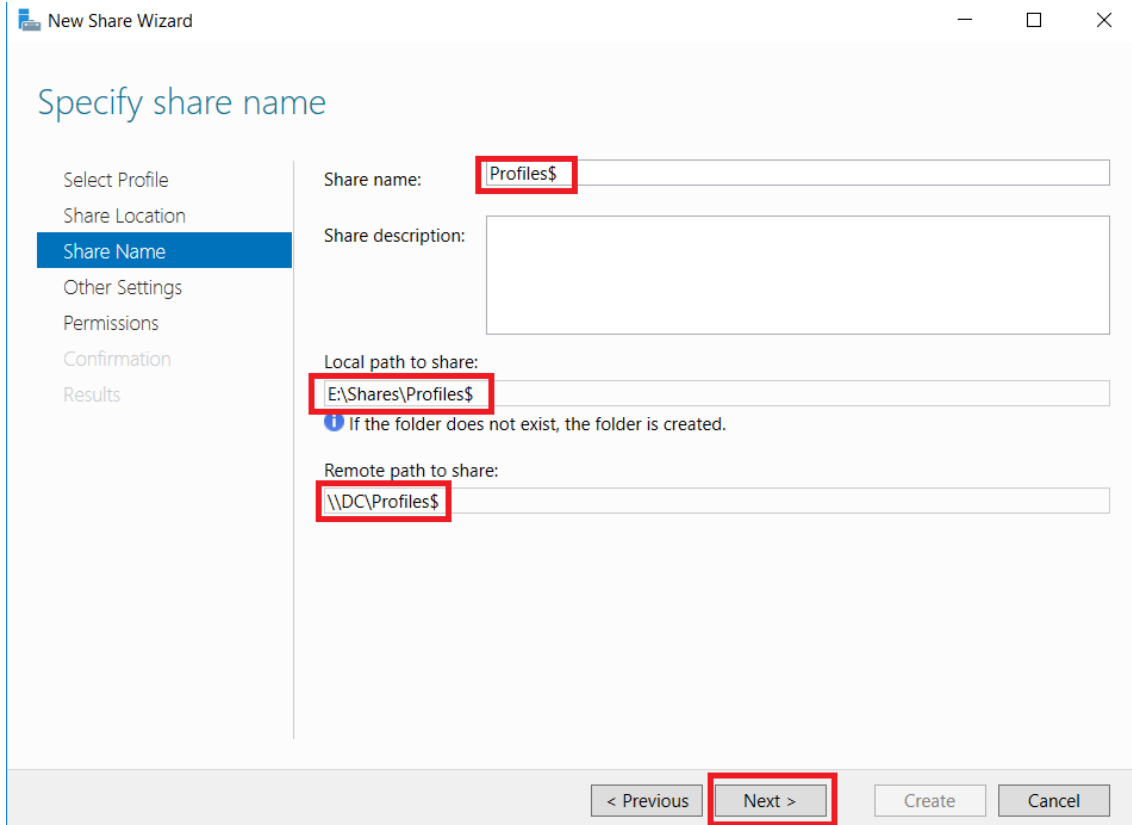 New Share Wizard
Specify share name
Select Profile
Share Location
Share Name
Other Settings
Permissions
Confirmation
Results
Share name:
Profiles$
Share description:
Local path to share:
E:\Shares\Profiles$
If the folder does not exist, the folder is created.
Remote path to share:
\\DC\Profiles$
< Previous
Next >
Create
Cancel